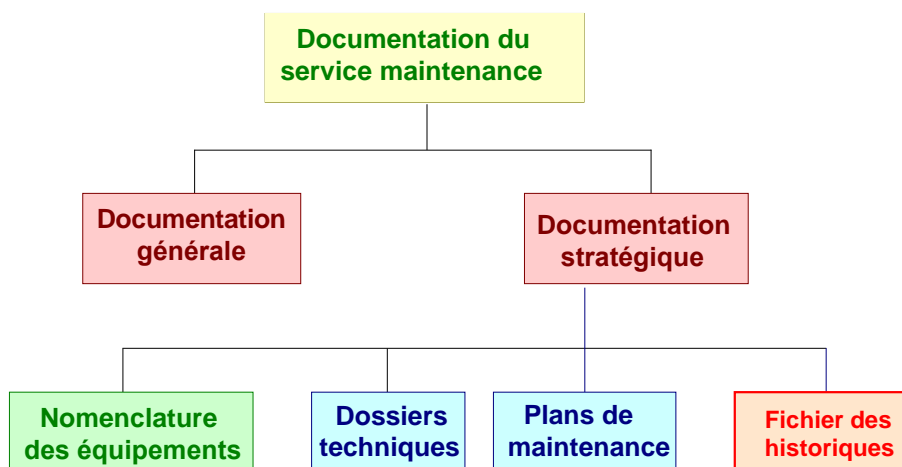 Documentation du
service maintenance
Documentation
générale
Documentation
stratégique
Nomenclature
des équipements
Dossiers
techniques
Plans de
maintenance
Fichier des
historiques